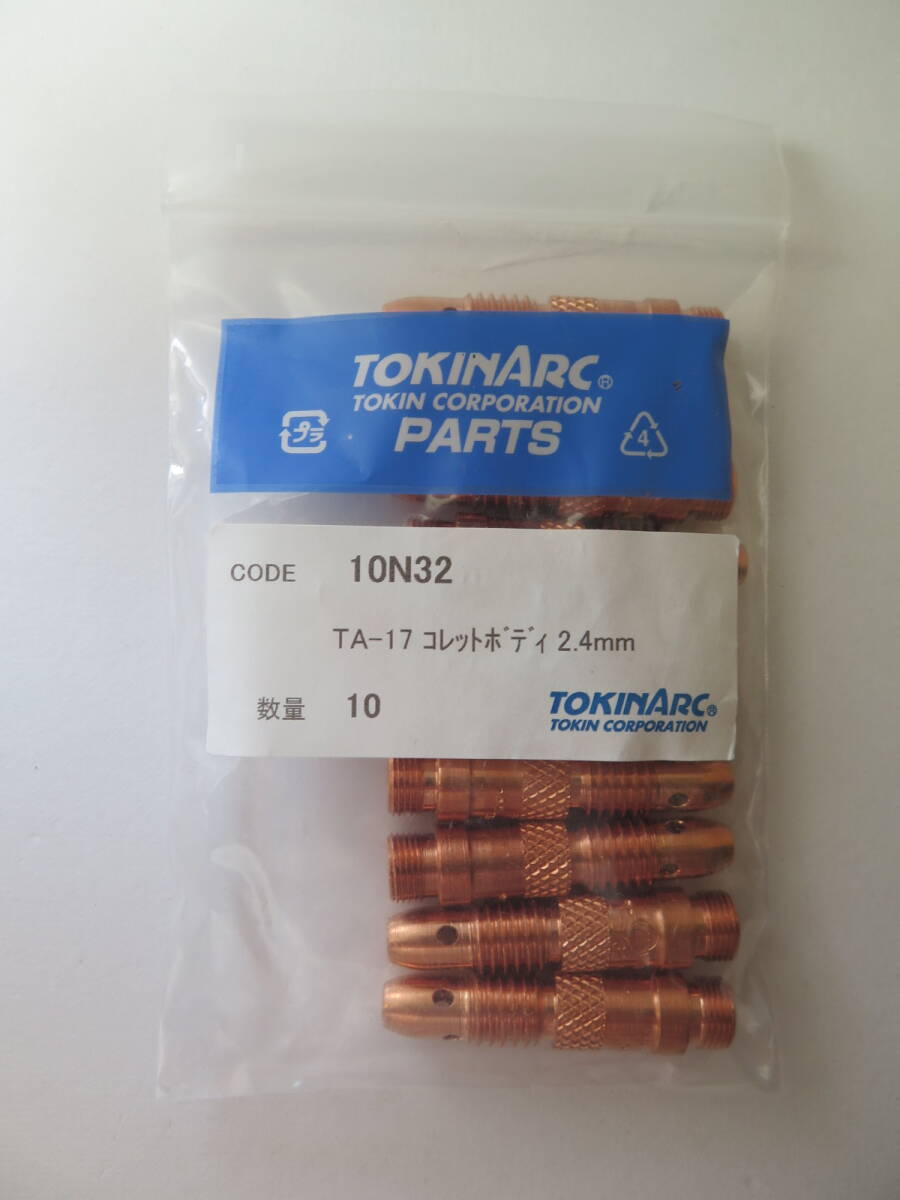 TOKINARC®
TOKIN CORPORATION
プラ
PARTS
4
CODE 10N32
TA-17 ｺﾚｯﾄﾎﾞﾃﾞｨ 2.4mm
数量 10
TOKINARC®
TOKIN CORPORATION